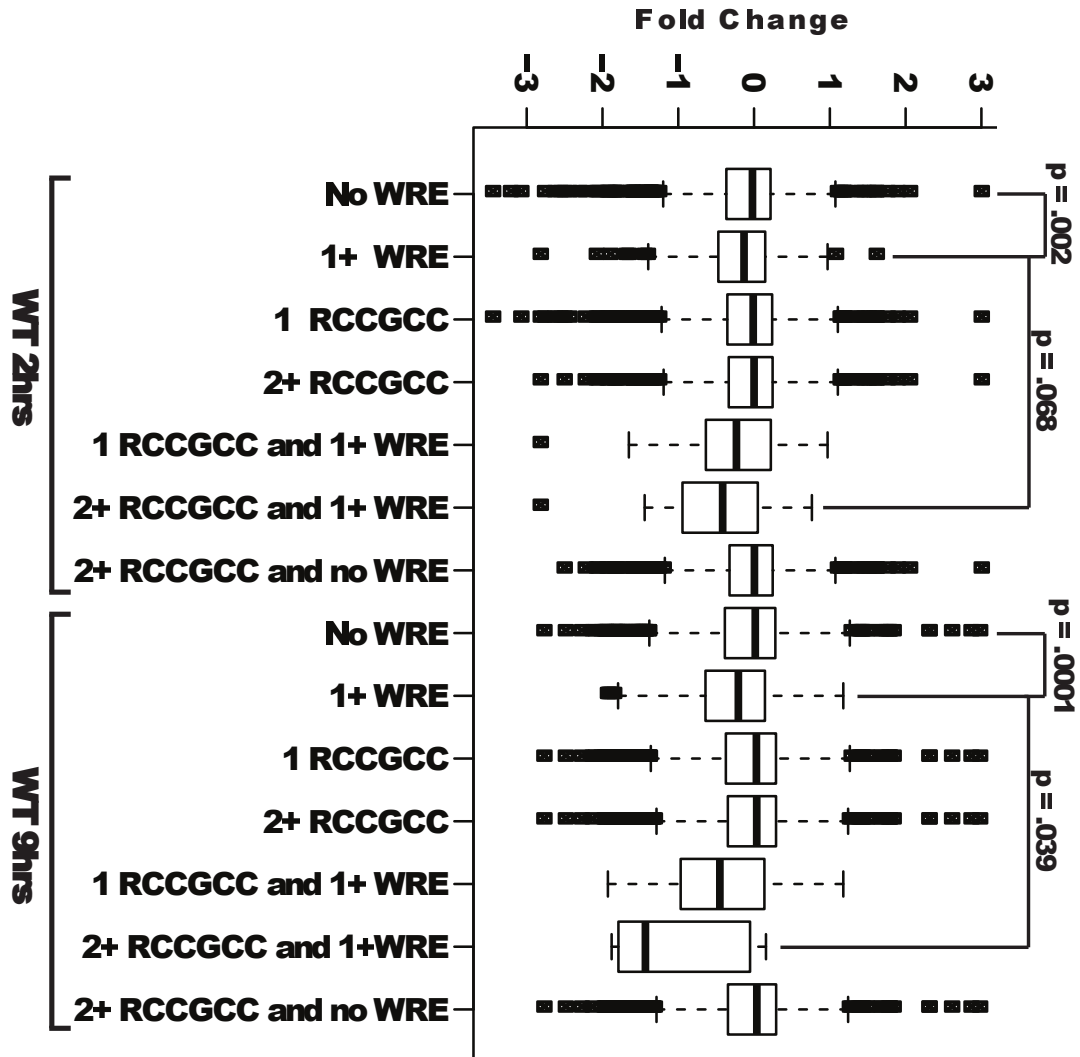 Fold Change
-3
-2
-1
0
1
2
3
No WRE
1+ WRE
1 RCCGCC
2+ RCCGCC
1 RCCGCC and 1+ WRE
2+ RCCGCC and 1+ WRE
2+ RCCGCC and no WRE
No WRE
1+ WRE
1 RCCGCC
2+ RCCGCC
1 RCCGCC and 1+ WRE
2+ RCCGCC and 1+WRE
2+ RCCGCC and no WRE
WT 2hrs
WT 9hrs
p = .002
p = .068
p = .0001
p = .039